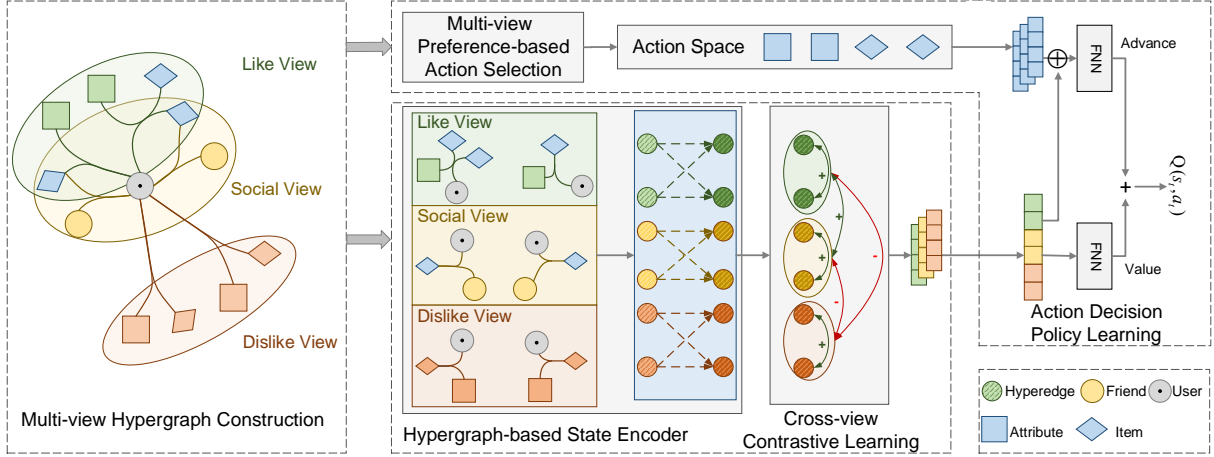 Like View
Social View
Dislike View
Multi-view Hypergraph Construction
Multi-view
Preference-based
Action Selection
Action Space
FNN
Advance
Like View
Social View
Dislike View
Hypergraph-based State Encoder
+
+
+
-
-
+
Cross-view
Contrastive Learning
+
Q(s_t,a_t)
FNN
Value
Action Decision
Policy Learning
Hyperedge
Friend
User
Attribute
Item